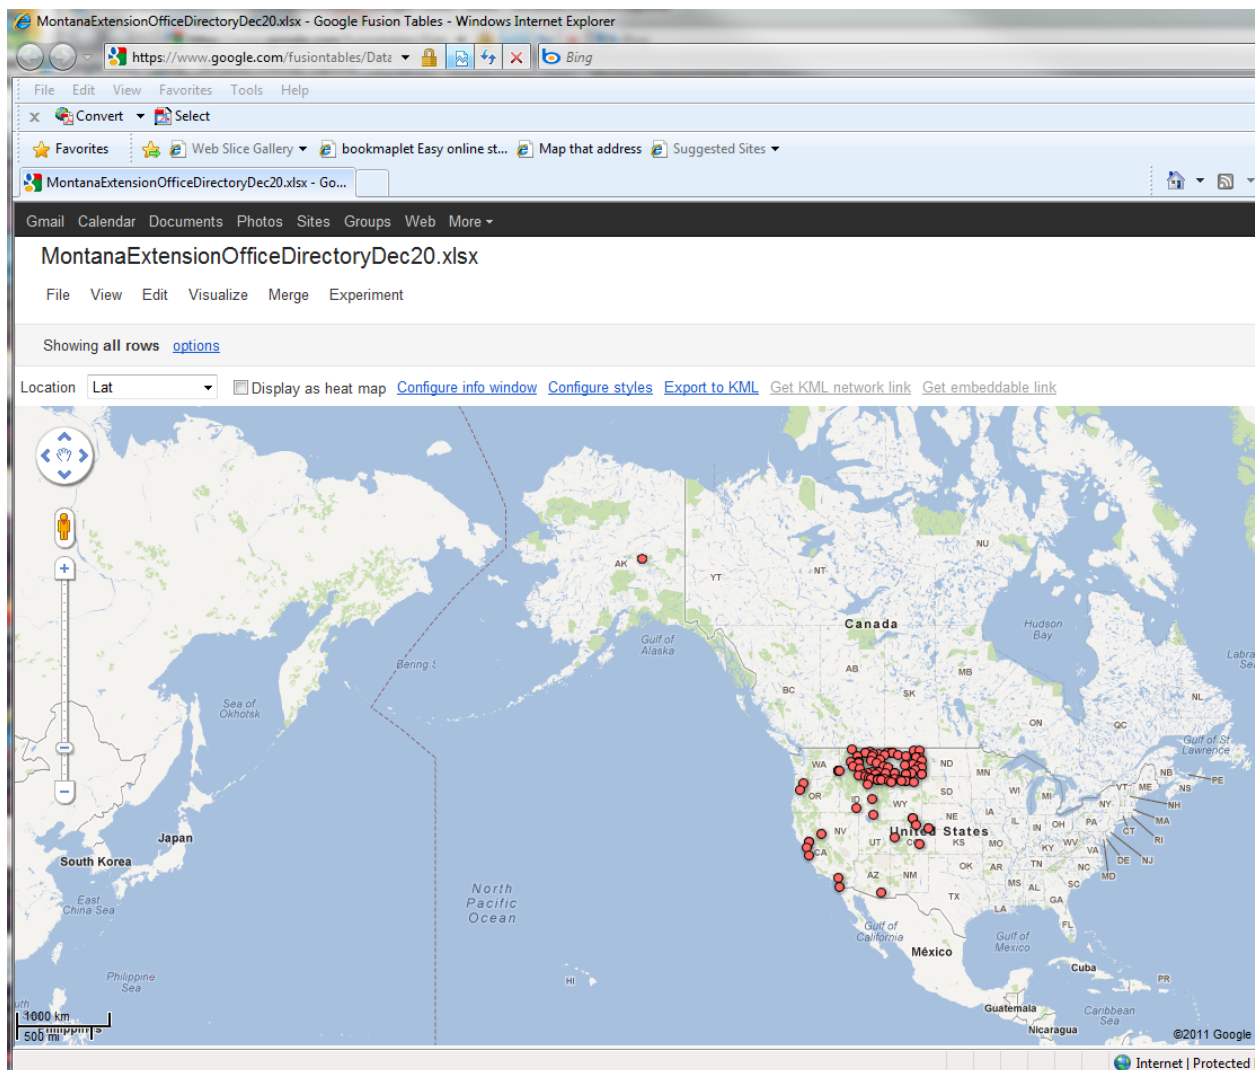 MontanaExtensionOfficeDirectoryDec20.xlsx - Google Fusion Tables - Windows Internet Explorer
https://www.google.com/fusiontables/Data Bing
File Edit View Favorites Tools Help
x Convert Select
Favorites Web Slice Gallery bookmaplet Easy online st... Map that address Suggested Sites
MontanaExtensionOfficeDirectoryDec20.xlsx - Go...
Gmail Calendar Documents Photos Sites Groups Web More
MontanaExtensionOfficeDirectoryDec20.xlsx
File View Edit Visualize Merge Experiment
Showing all rows options
Location Lat Display as heat map Configure info window Configure styles Export to KML Get KML network link Get embeddable link
NU
AK
YT
NT
Canada
Hudson
Bay
Gulf of
Alaska
Bering
Labra
Se
AB
MB
BC
SK
NL
Sea of
Okhotsk
ON
QC
Gulf of St
Lawrence
WA
ND
MN
NB
PE
VT
ME
NS
OR
ID
SD
WI
MI
NY
NH
WY
MA
NE
IA
IL
IN
OH
PA
CT
RI
Japan
NV
United States
UT
KS
MO
KY
WV
VA
DE
NJ
South Korea
CA
MD
AZ
NM
OK
AR
TN
NC
SC
MS
AL
GA
TX
LA
FL
North
Pacific
Ocean
East
China Sea
Gulf of
California
Gulf of
Mexico
México
Cuba
Philippine
Sea
HI
PR
Guatemala
Caribbean
Sea
Nicaragua
1000 km
500 mi
©2011 Google
Internet | Protected